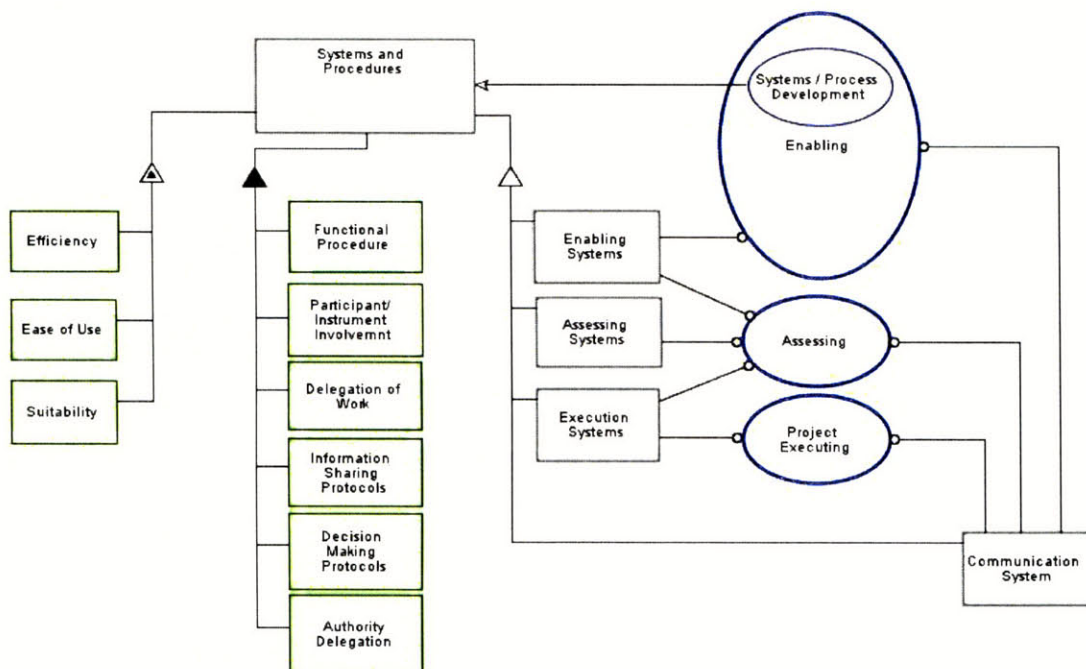 Systems and
Procedures
Systems / Process
Development
Enabling
Efficiency
Ease of Use
Suitability
Functional
Procedure
Participant/
Instrument
Involvemnt
Delegation of
Work
Information
Sharing
Protocols
Decision
Making
Protocols
Authority
Delegation
Enabling
Systems
Assessing
Systems
Execution
Systems
Assessing
Project
Executing
Communication
System